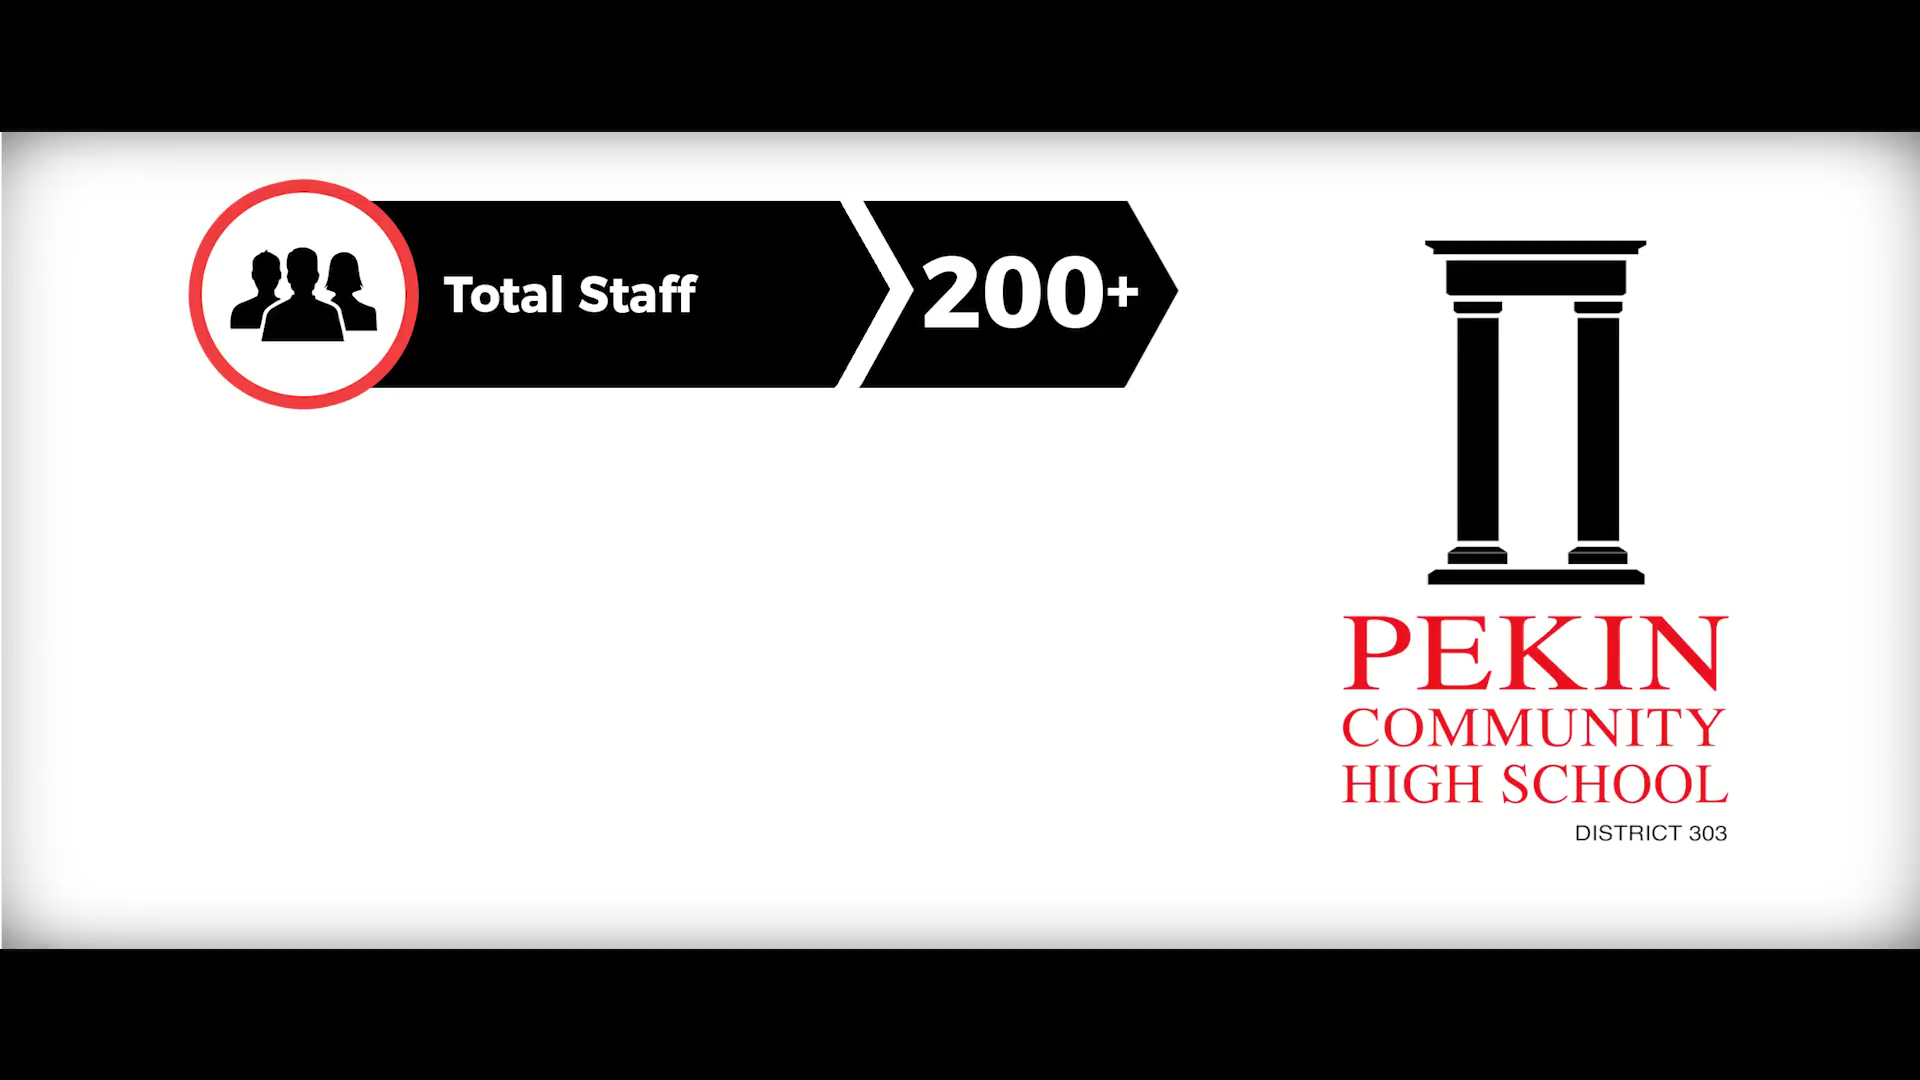 Total Staff
200+
PEKIN
COMMUNITY
HIGH SCHOOL
DISTRICT 303